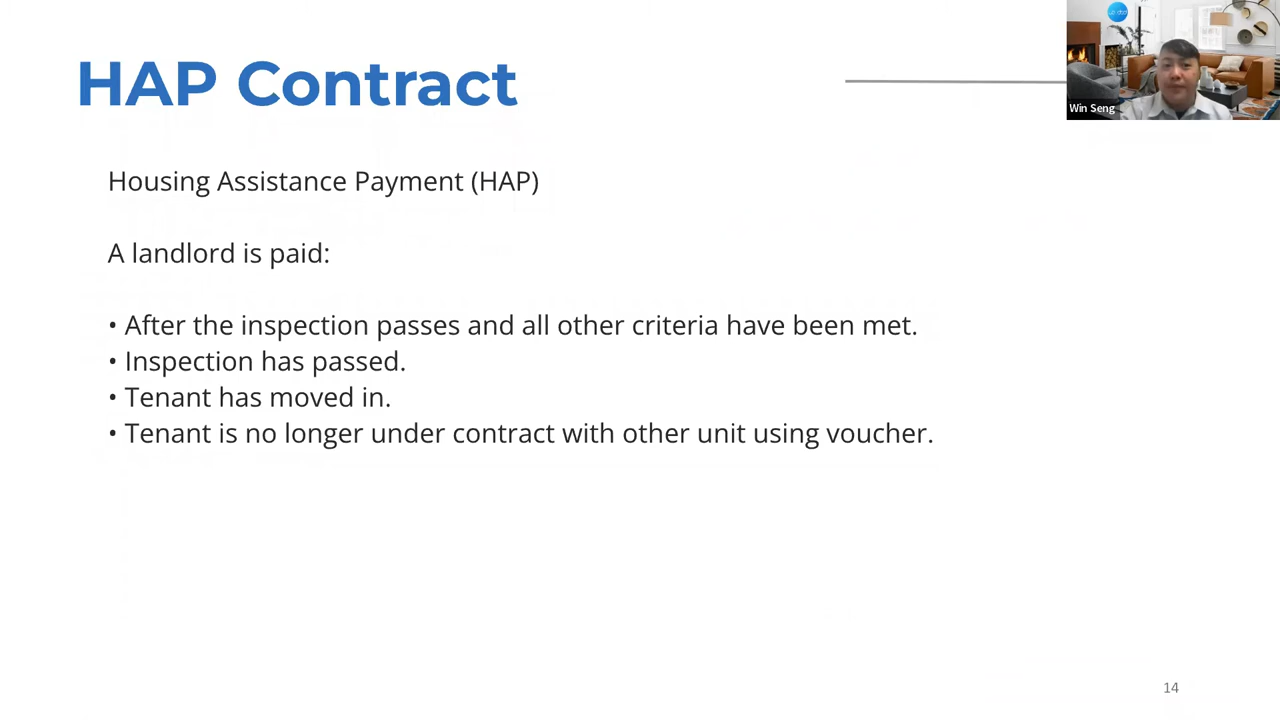 HAP Contract
Win Seng
Housing Assistance Payment (HAP)
A landlord is paid:
• After the inspection passes and all other criteria have been met.
• Inspection has passed.
• Tenant has moved in.
• Tenant is no longer under contract with other unit using voucher.
14